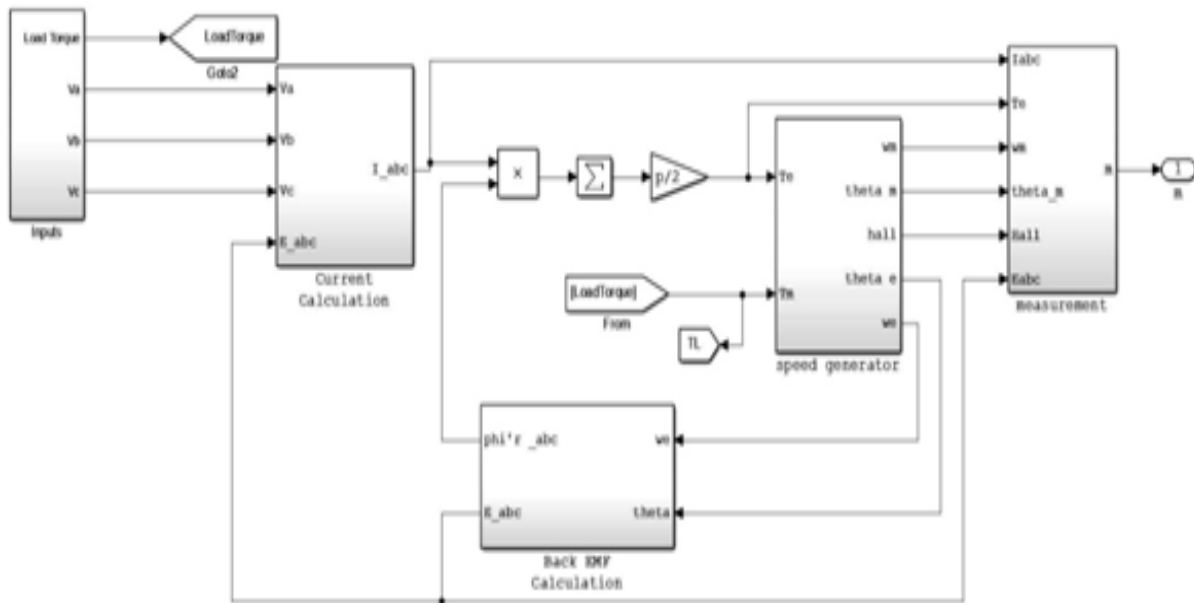 Load Torque
Va
Vb
Vc
Inputs
LoadTorque
Goto2
Va
Vb
Vc
E_abc
I_abc
Current
Calculation
×
∑
p/2
[LoadTorque]
From
TL
Te
Tm
wm
theta m
hall
theta e
we
speed generator
Iabc
Te
wm
theta_m
Hall
Eabc
m
measurement
1
m
phi'r _abc
E_abc
we
theta
Back EMF
Calculation